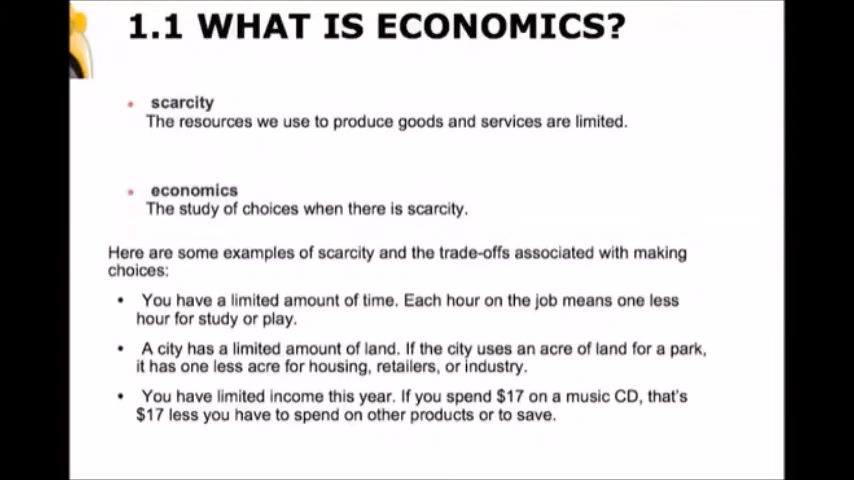 1.1 WHAT IS ECONOMICS?
• scarcity
The resources we use to produce goods and services are limited.
• economics
The study of choices when there is scarcity.
Here are some examples of scarcity and the trade-offs associated with making
choices:
• You have a limited amount of time. Each hour on the job means one less
hour for study or play.
• A city has a limited amount of land. If the city uses an acre of land for a park,
it has one less acre for housing, retailers, or industry.
• You have limited income this year. If you spend $17 on a music CD, that's
$17 less you have to spend on other products or to save.